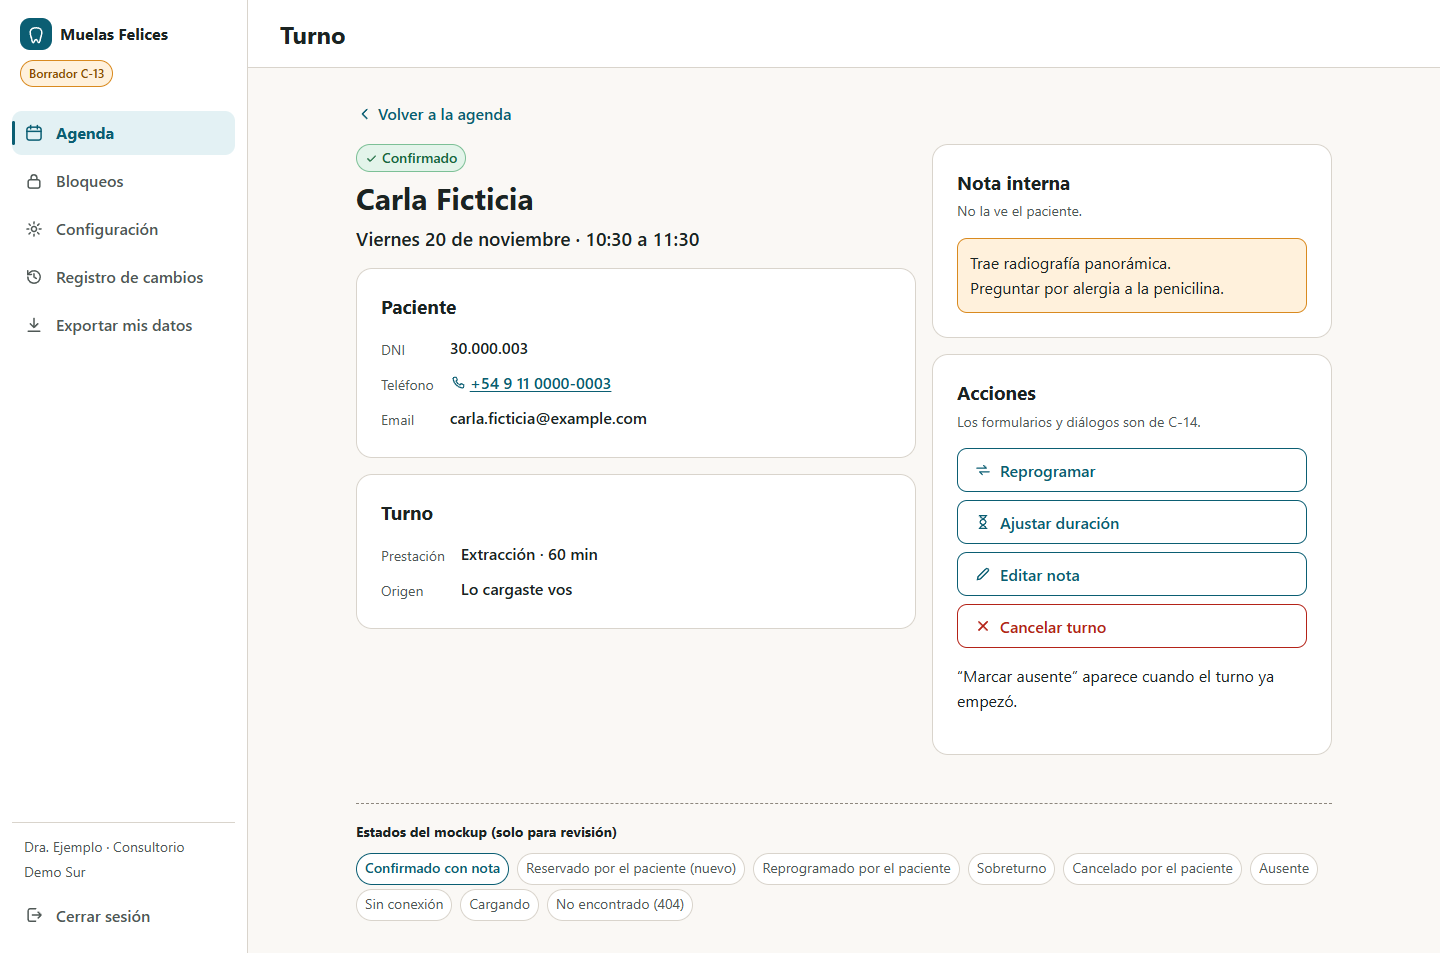 Muelas Felices
Borrador C-13
Agenda
Bloqueos
Configuración
Registro de cambios
Exportar mis datos
Dra. Ejemplo · Consultorio
Demo Sur
Cerrar sesión
Turno
Volver a la agenda
Confirmado
Carla Ficticia
Viernes 20 de noviembre · 10:30 a 11:30
Paciente
DNI 30.000.003
Teléfono +54 9 11 0000-0003
Email carla.ficticia@example.com
Turno
Prestación Extracción · 60 min
Origen Lo cargaste vos
Nota interna
No la ve el paciente.
Trae radiografía panorámica.
Preguntar por alergia a la penicilina.
Acciones
Los formularios y diálogos son de C-14.
Reprogramar
Ajustar duración
Editar nota
Cancelar turno
“Marcar ausente” aparece cuando el turno ya
empezó.
Estados del mockup (solo para revisión)
Confirmado con nota Reservado por el paciente (nuevo) Reprogramado por el paciente Sobreturno Cancelado por el paciente Ausente
Sin conexión Cargando No encontrado (404)